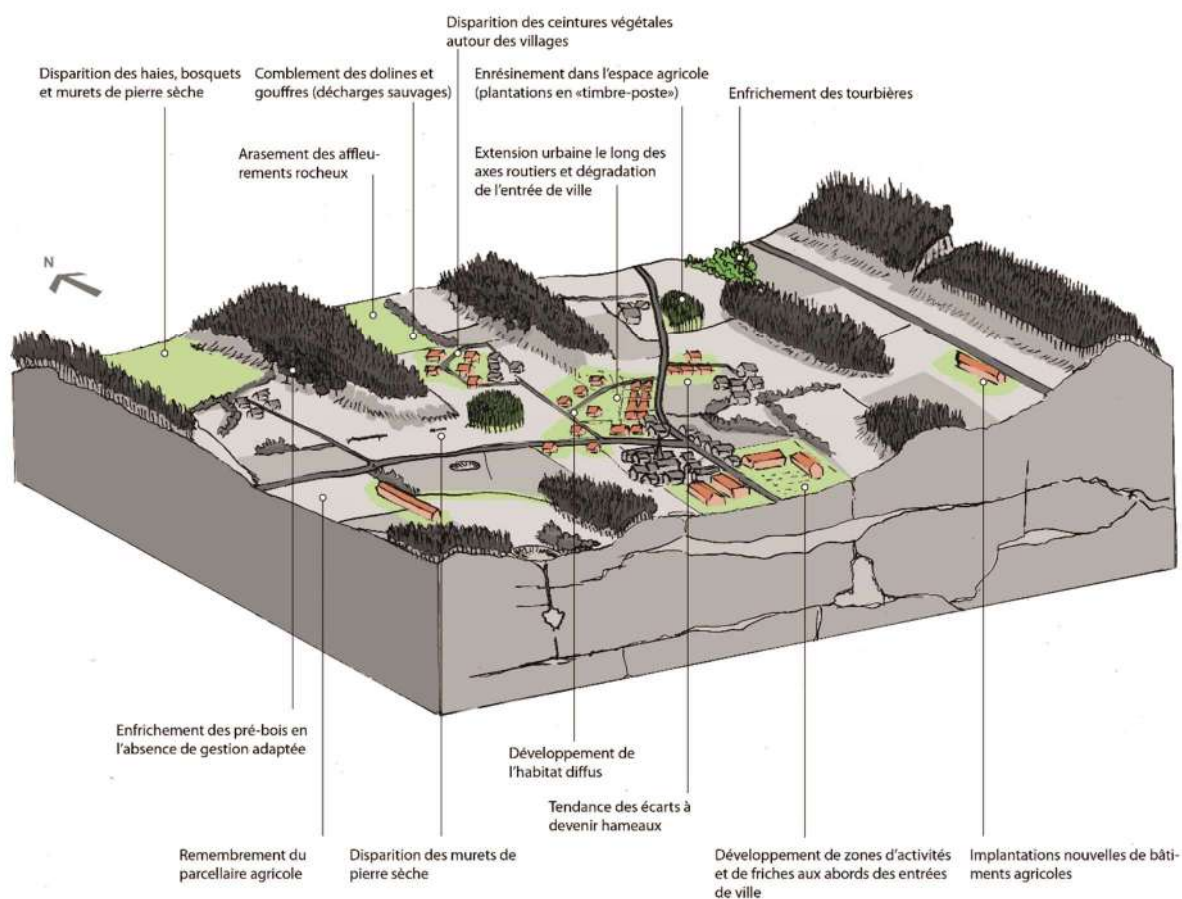 Disparition des ceintures végétales
autour des villages
Disparition des haies, bosquets
et murets de pierre sèche
Comblement des dolines et
gouffres (décharges sauvages)
Enrésinement dans l'espace agricole
(plantations en «timbre-poste»)
Enfrichement des tourbières
Arasement des affleu-
rements rocheux
Extension urbaine le long des
axes routiers et dégradation
de l'entrée de ville
N
Enfrichement des pré-bois en
l'absence de gestion adaptée
Développement de
l'habitat diffus
Tendance des écarts à
devenir hameaux
Remembrement du
parcellaire agricole
Disparition des murets de
pierre sèche
Développement de zones d'activités
et de friches aux abords des entrées
de ville
Implantations nouvelles de bâti-
ments agricoles